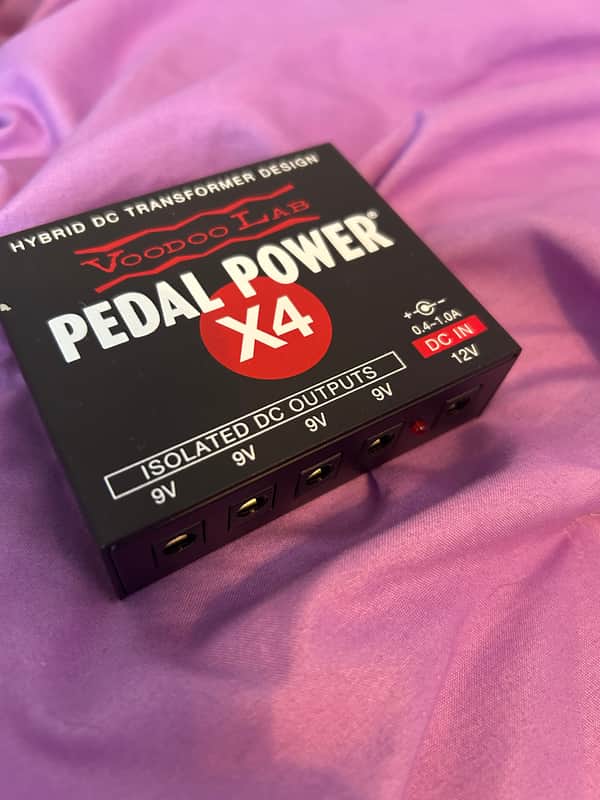 HYBRID DC TRANSFORMER DESIGN
VOODOO LAB
PEDAL POWER®
X4
+ -
0.4-1.0A
DC IN
12V
ISOLATED DC OUTPUTS
9V 9V 9V 9V